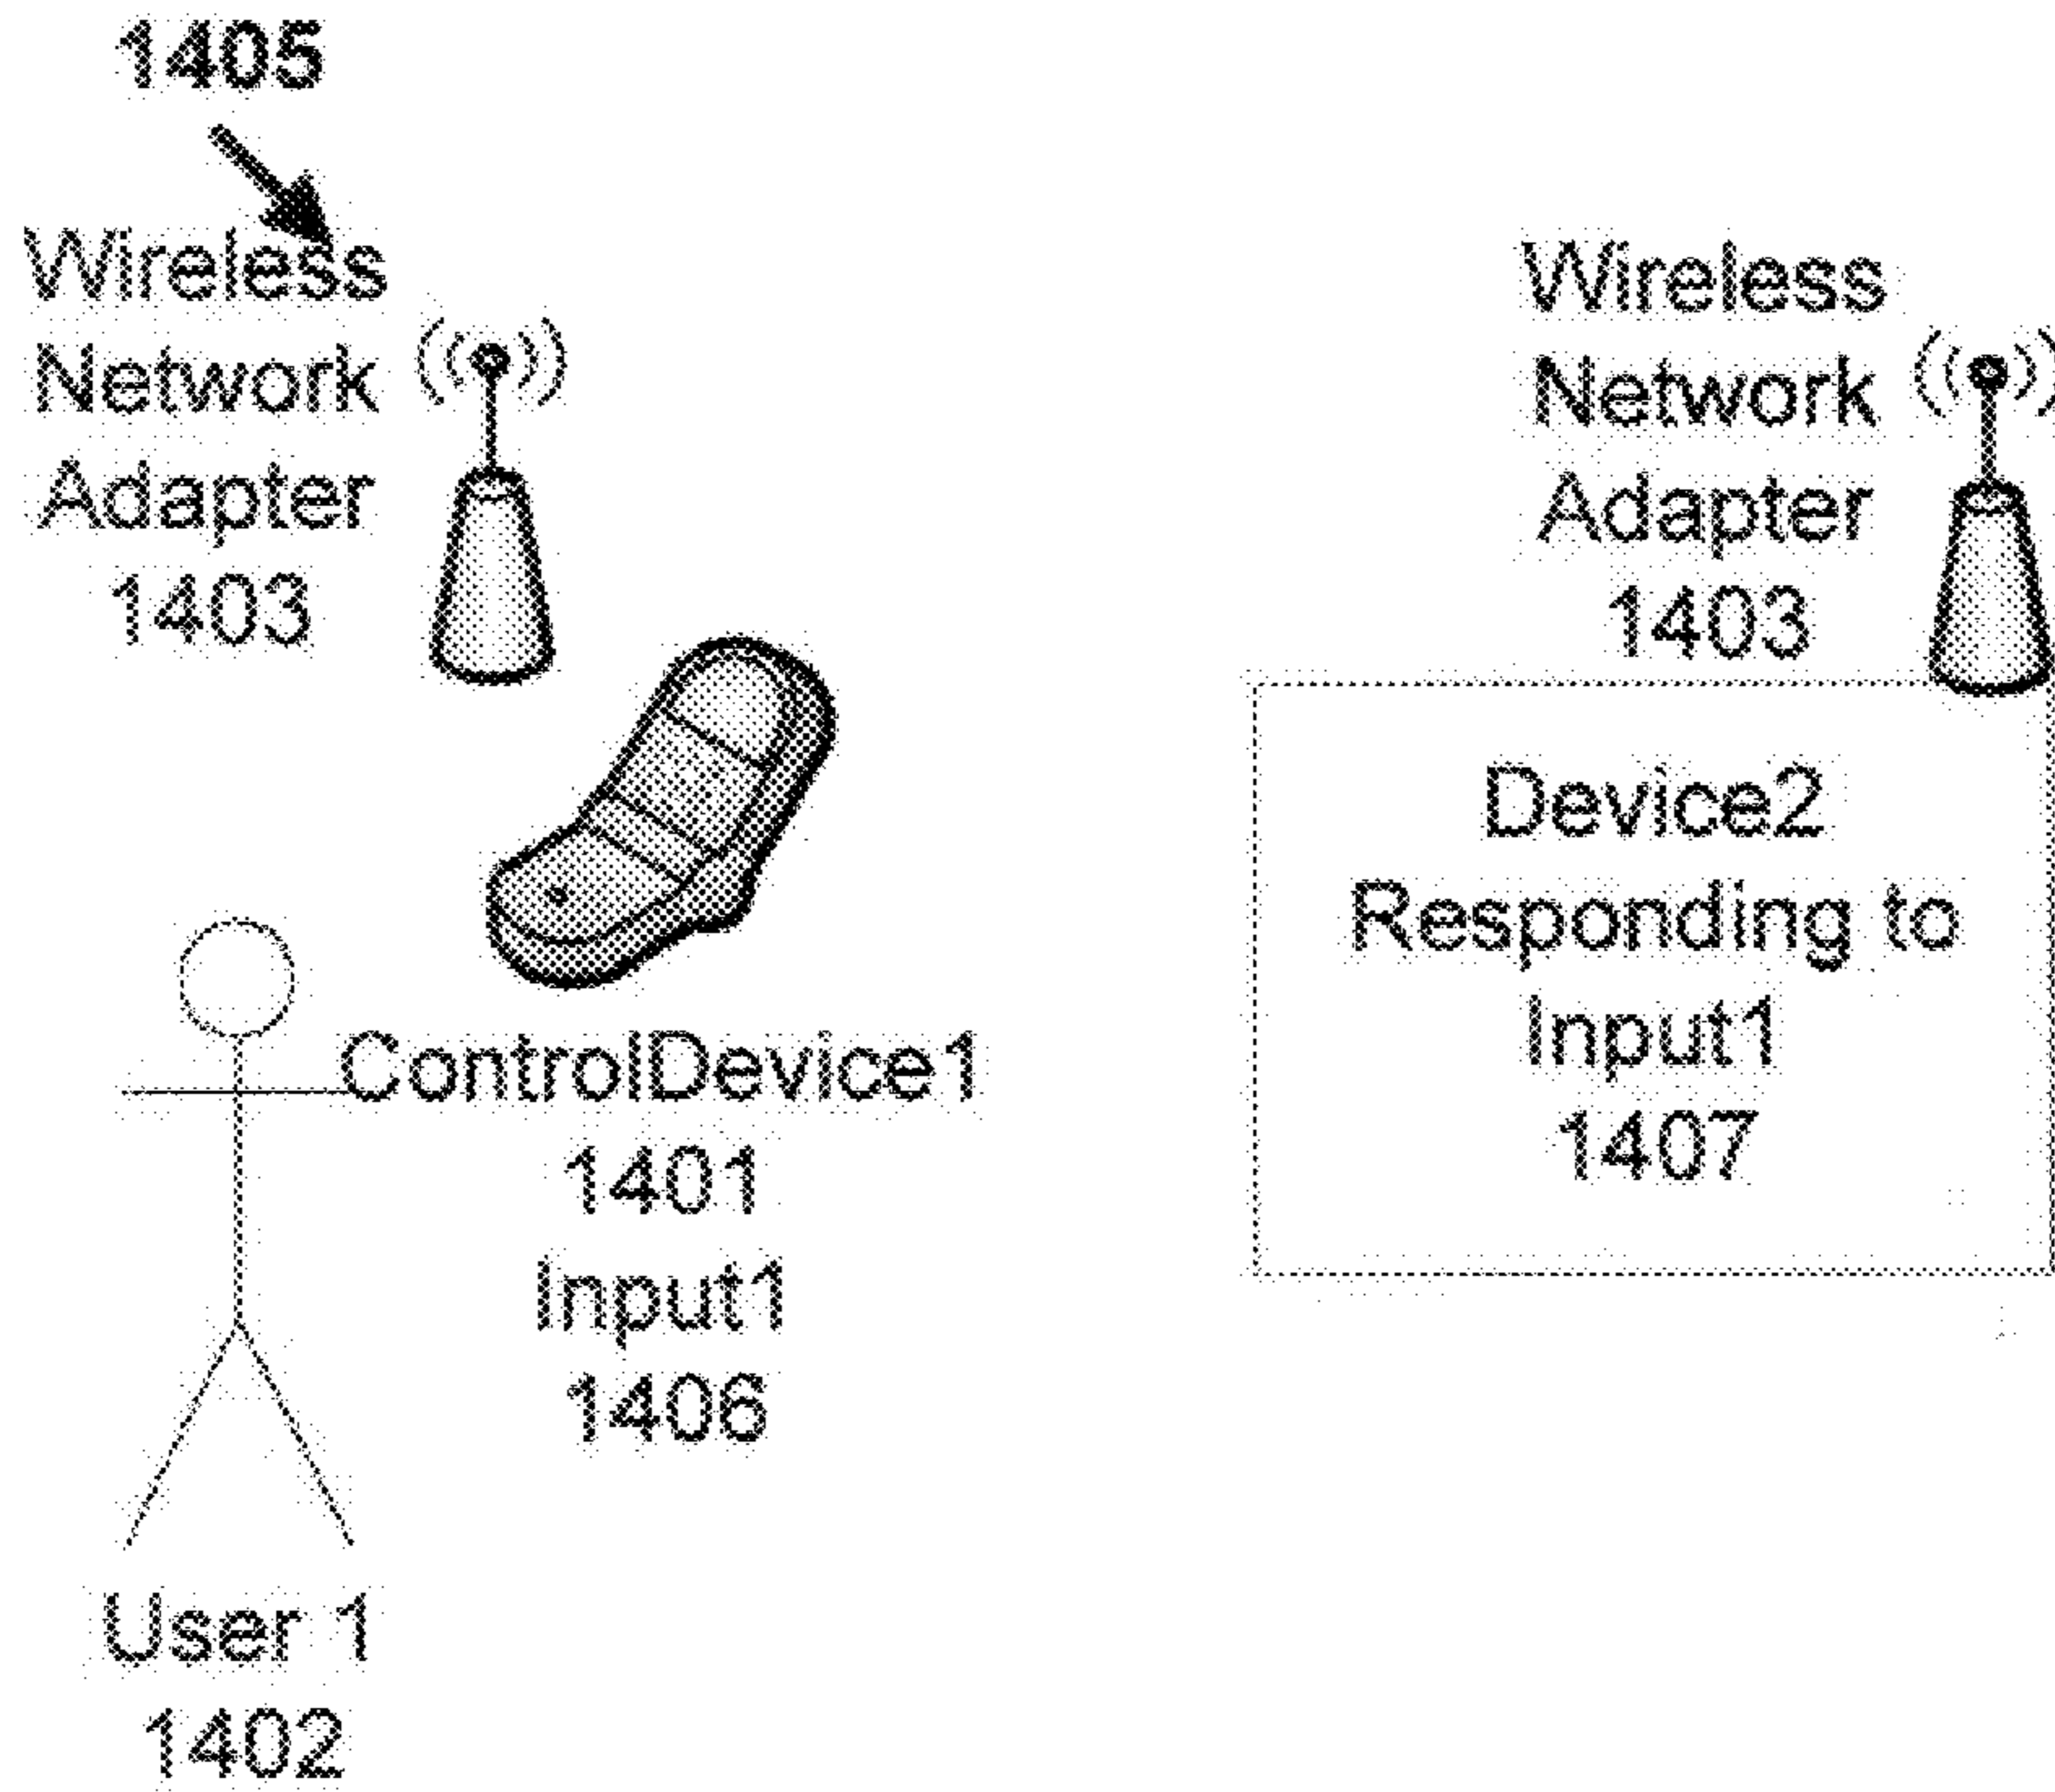 1405
Wireless
Network
Adapter
1403
ControlDevice1
1401
Input1
1406
User 1
1402
Wireless
Network
Adapter
1403
Device2
Responding to
Input1
1407